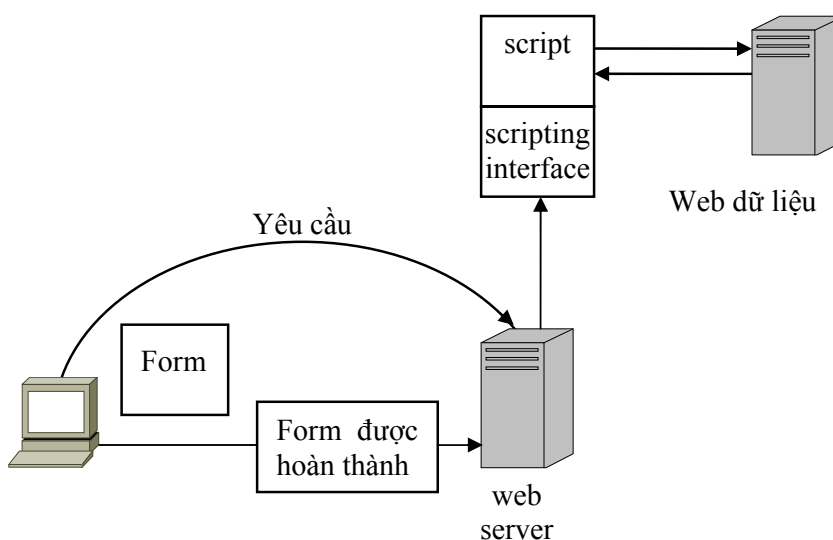 script
scripting
interface
Web dữ liệu
Yêu cầu
Form
Form được
hoàn thành
web
server